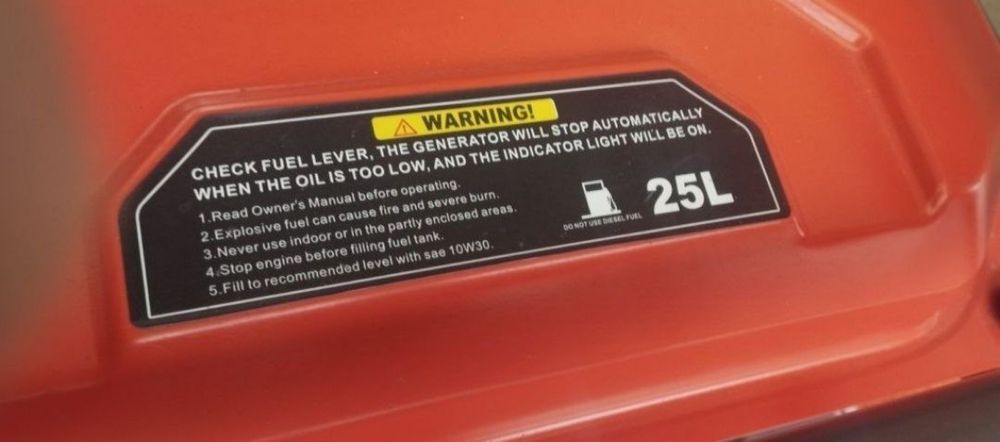 WARNING!
CHECK FUEL LEVER, THE GENERATOR WILL STOP AUTOMATICALLY
WHEN THE OIL IS TOO LOW, AND THE INDICATOR LIGHT WILL BE ON.
1.Read Owner's Manual before operating.
2.Explosive fuel can cause fire and severe burn.
3.Never use indoor or in the partly enclosed areas.
4.Stop engine before filling fuel tank.
5.Fill to recommended level with sae 10W30.
25L
DO NOT USE DIESEL FUEL